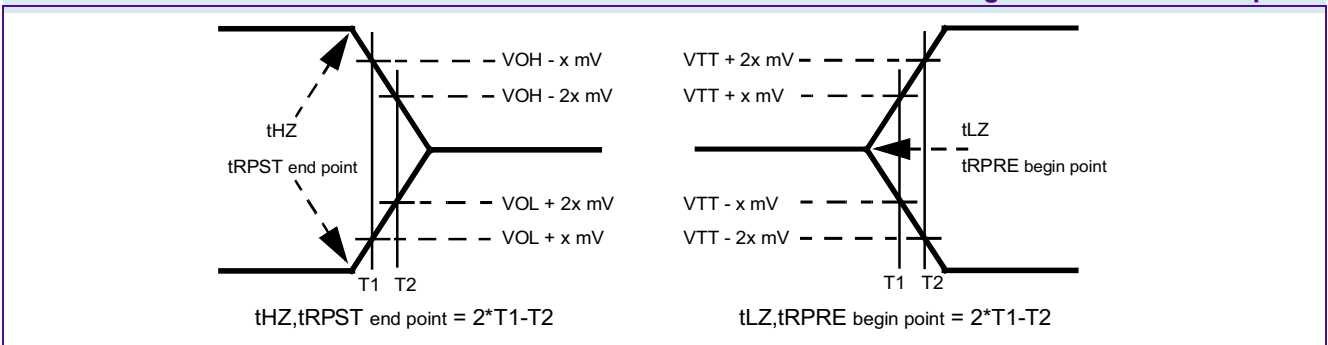 VOH - x mV
VOH - 2x mV
tHZ
tRPST end point
VOL + 2x mV
VOL + x mV
T1 T2
tHZ,tRPST end point = 2*T1-T2
VTT + 2x mV
VTT + x mV
tLZ
tRPRE begin point
VTT - x mV
VTT - 2x mV
T1 T2
tLZ,tRPRE begin point = 2*T1-T2